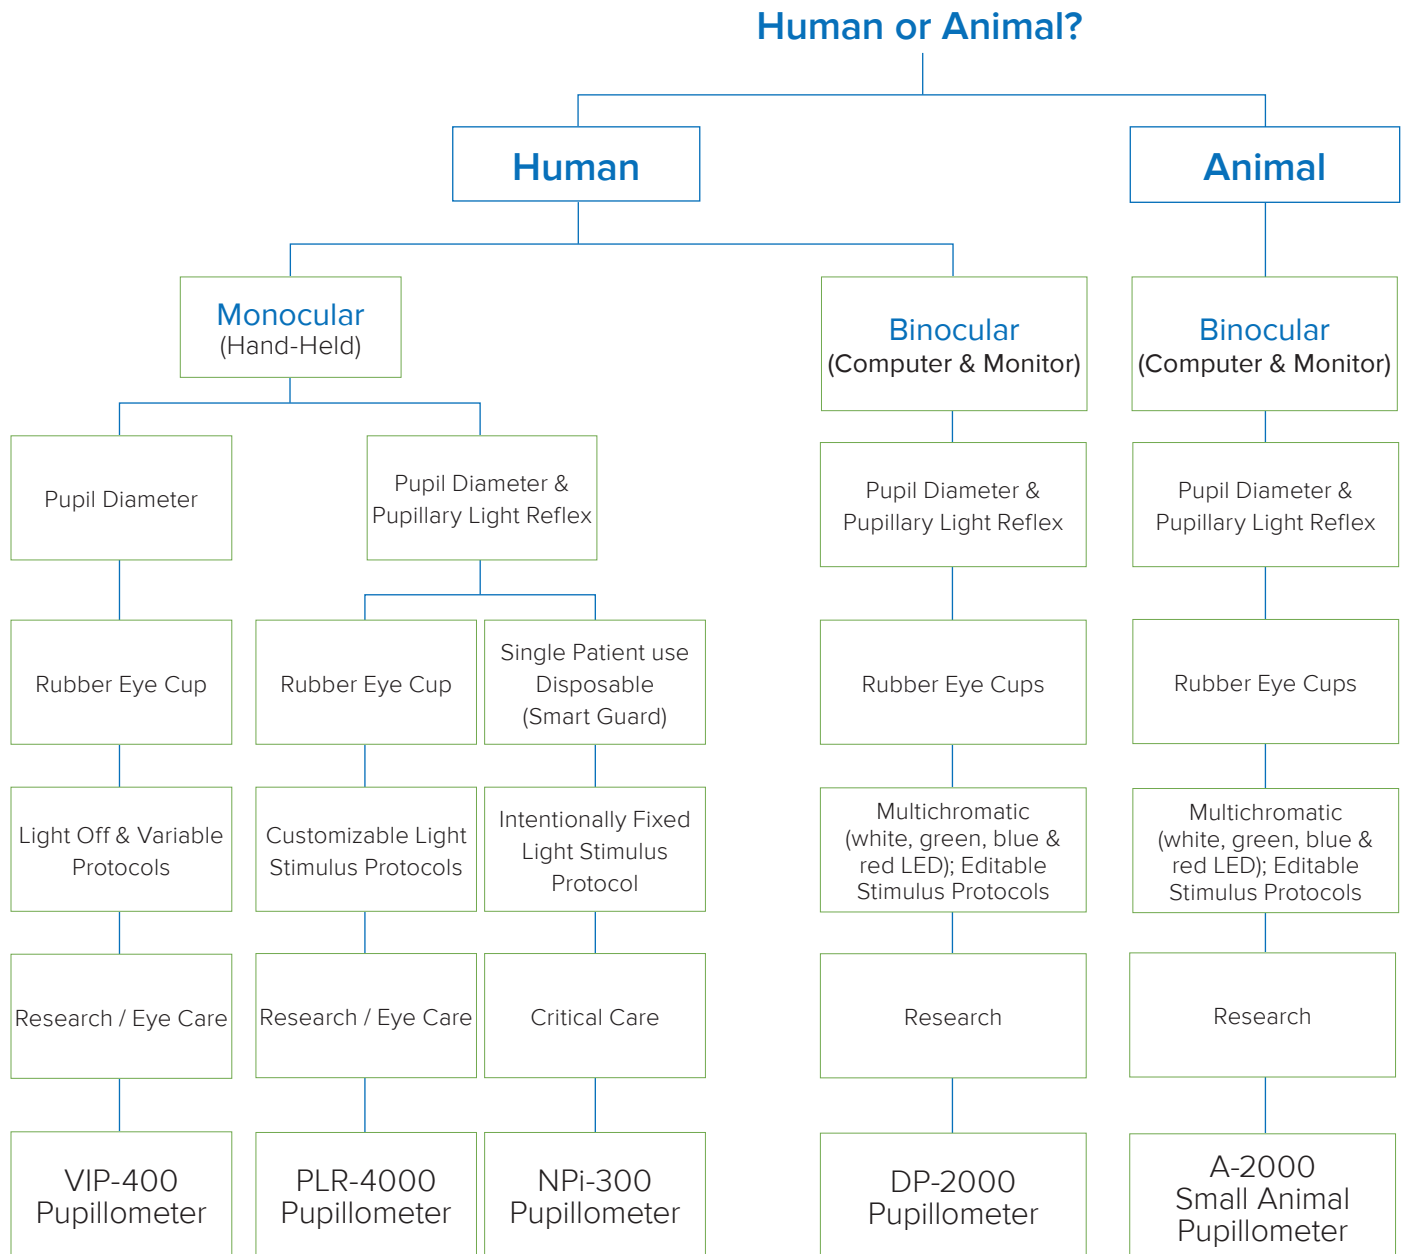 Human or Animal?
Human
Animal
Monocular
(Hand-Held)
Binocular
(Computer & Monitor)
Binocular
(Computer & Monitor)
Pupil Diameter
Pupil Diameter &
Pupillary Light Reflex
Pupil Diameter &
Pupillary Light Reflex
Pupil Diameter &
Pupillary Light Reflex
Rubber Eye Cup
Rubber Eye Cup
Single Patient use
Disposable
(Smart Guard)
Rubber Eye Cups
Rubber Eye Cups
Light Off & Variable
Protocols
Customizable Light
Stimulus Protocols
Intentionally Fixed
Light Stimulus
Protocol
Multichromatic
(white, green, blue &
red LED); Editable
Stimulus Protocols
Multichromatic
(white, green, blue &
red LED); Editable
Stimulus Protocols
Research / Eye Care
Research / Eye Care
Critical Care
Research
Research
VIP-400
Pupillometer
PLR-4000
Pupillometer
NPi-300
Pupillometer
DP-2000
Pupillometer
A-2000
Small Animal
Pupillometer